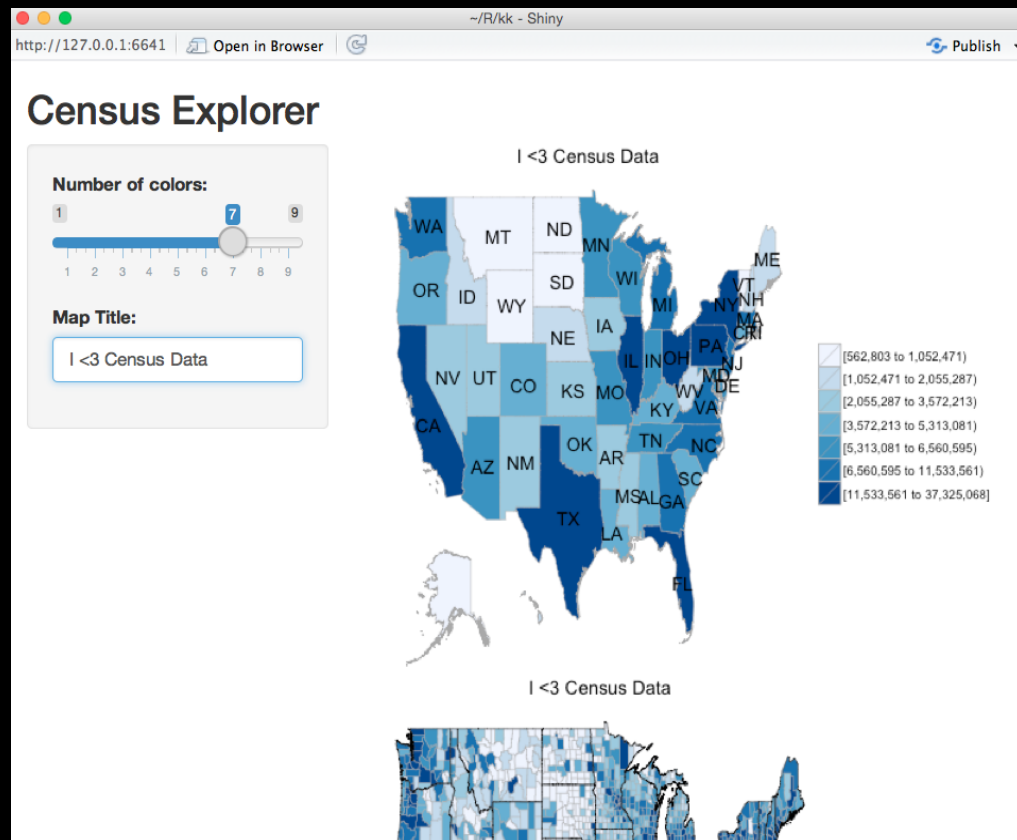 ~/R/kk - Shiny
http://127.0.0.1:6641 Open in Browser Publish
Census Explorer
Number of colors:
1 7 9
1 2 3 4 5 6 7 8 9
Map Title:
I <3 Census Data
I <3 Census Data
WA MT ND MN ME
OR ID WY SD WI MI VT NH NY MA
NE IA CT RI
NV UT CO KS MO IL IN OH PA NJ
MD DE WV VA
KY
CA AZ NM OK AR TN NC
SC
MS AL GA
TX LA
FL
[562,803 to 1,052,471)
[1,052,471 to 2,055,287)
[2,055,287 to 3,572,213)
[3,572,213 to 5,313,081)
[5,313,081 to 6,560,595)
[6,560,595 to 11,533,561)
[11,533,561 to 37,325,068]
I <3 Census Data